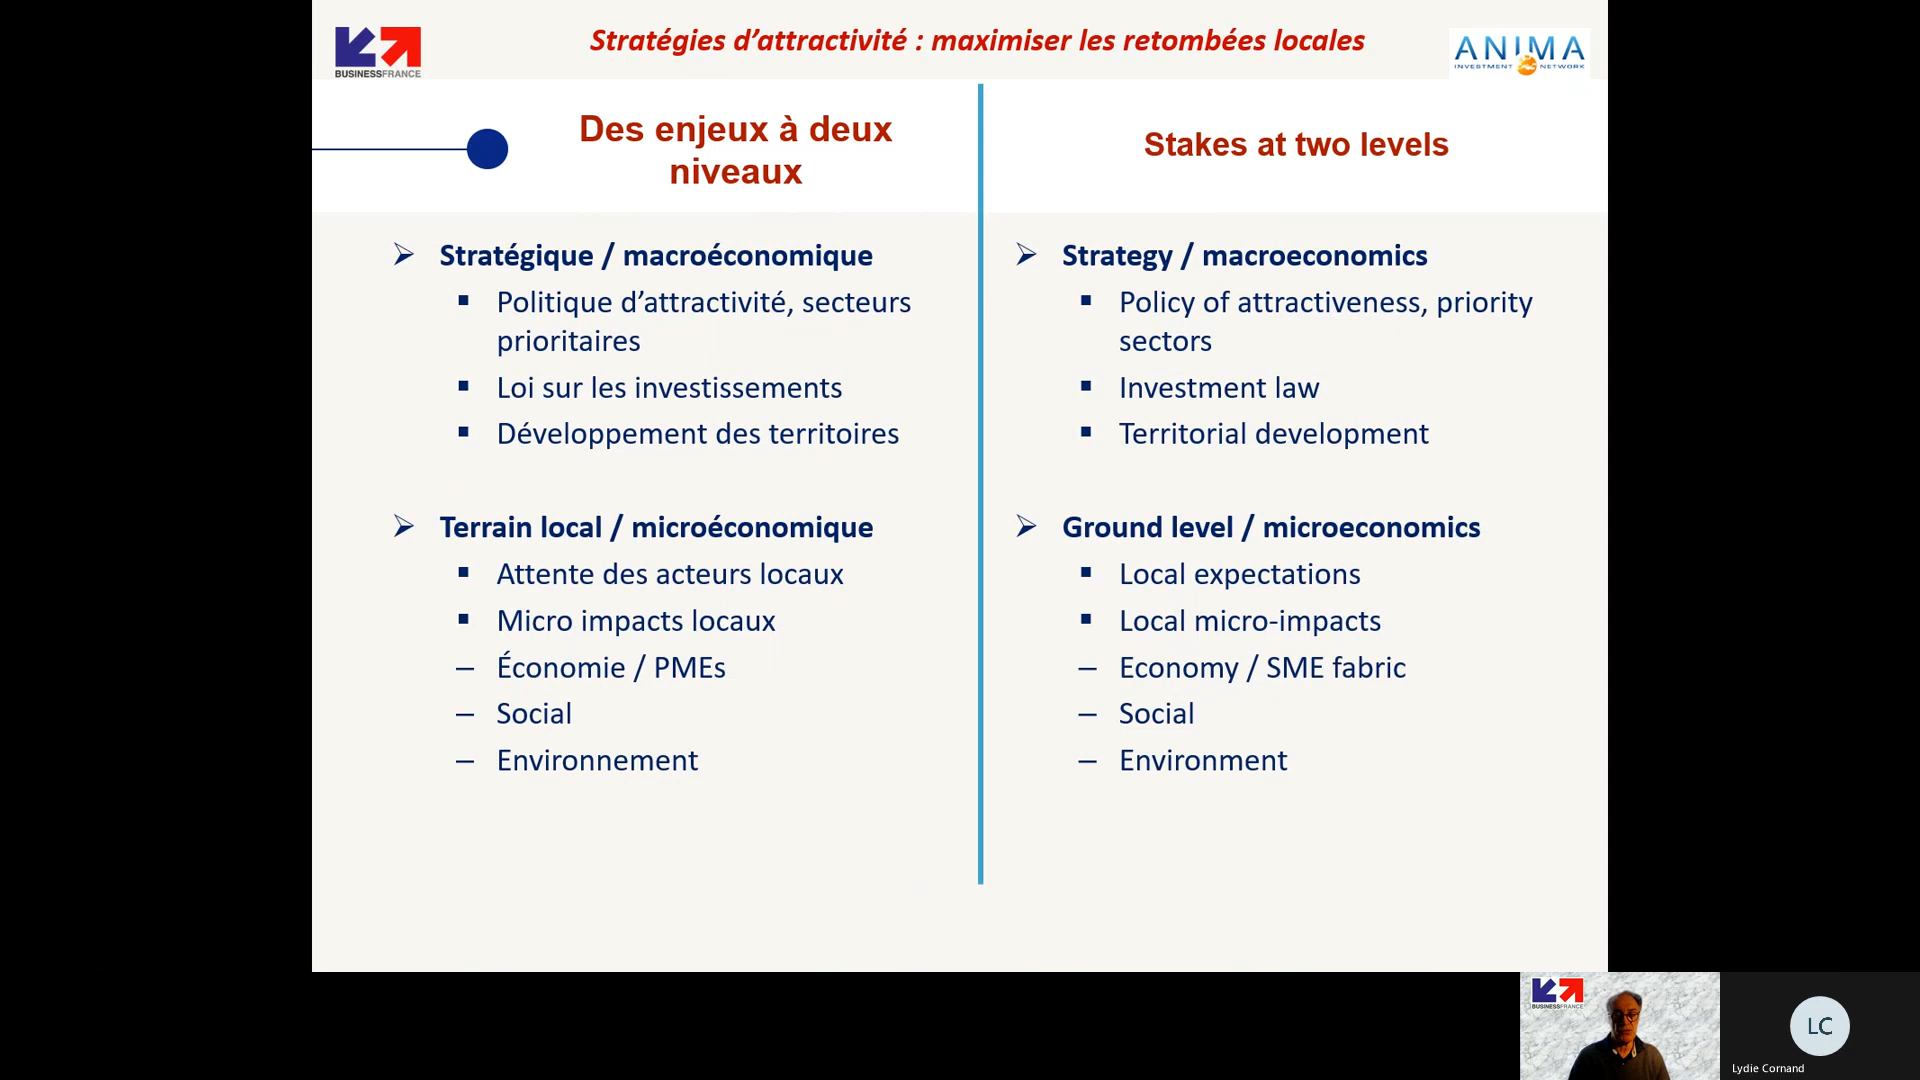 BUSINESSFRANCE
Stratégies d’attractivité : maximiser les retombées locales
ANIMA
INVESTMENT NETWORK
Des enjeux à deux
niveaux
Stratégique / macroéconomique
Politique d’attractivité, secteurs
prioritaires
Loi sur les investissements
Développement des territoires
Terrain local / microéconomique
Attente des acteurs locaux
Micro impacts locaux
– Économie / PMEs
– Social
– Environnement
Stakes at two levels
Strategy / macroeconomics
Policy of attractiveness, priority
sectors
Investment law
Territorial development
Ground level / microeconomics
Local expectations
Local micro-impacts
– Economy / SME fabric
– Social
– Environment
BUSINESSFRANCE
LC
Lydie Cornand